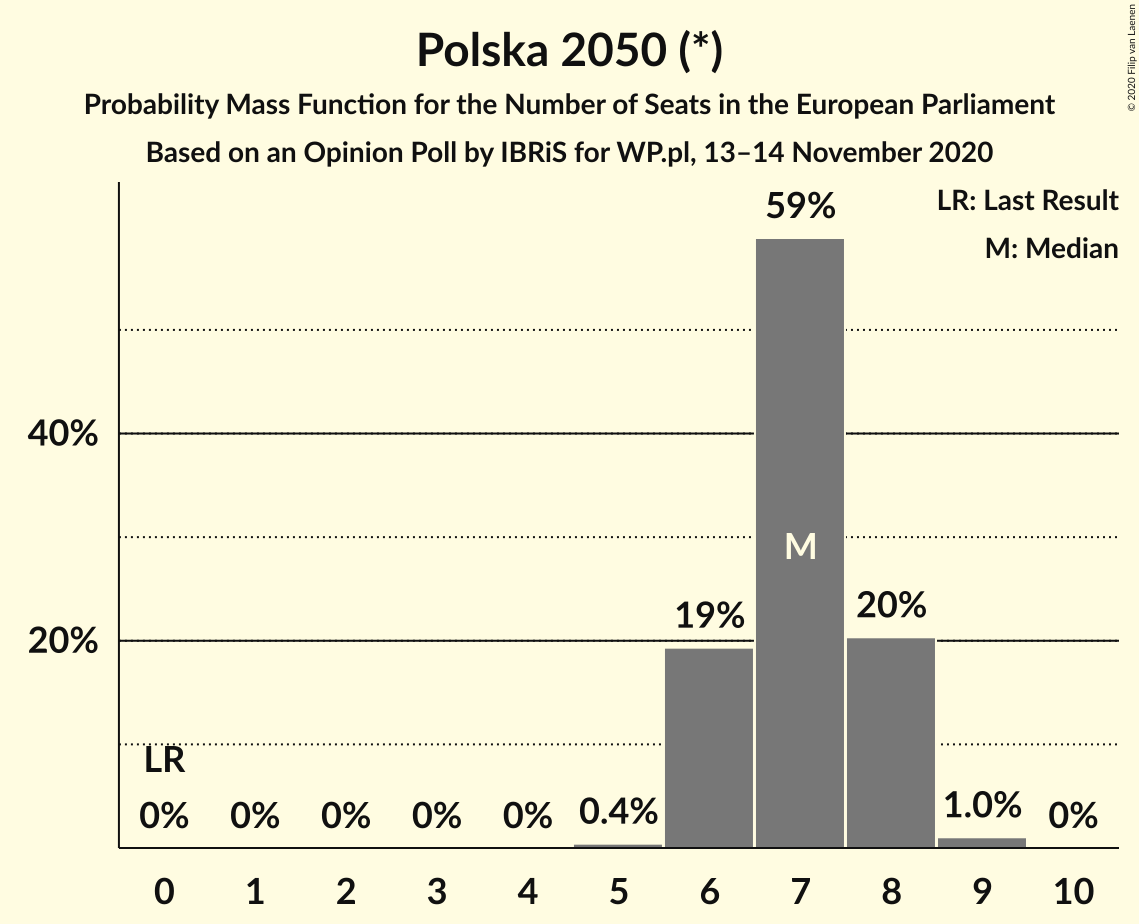 Polska 2050 (*)
Probability Mass Function for the Number of Seats in the European Parliament
Based on an Opinion Poll by IBRiS for WP.pl, 13–14 November 2020
© 2020 Filip van Laenen
LR: Last Result
M: Median
59%
40%
M
19%
20%
20%
LR
0%
0%
0%
0%
0%
0.4%
1.0%
0%
0 1 2 3 4 5 6 7 8 9 10